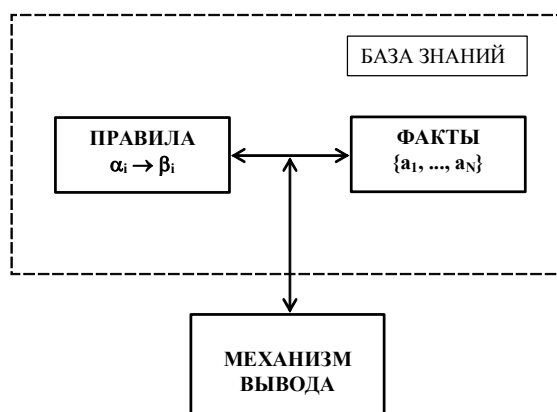 БАЗА ЗНАНИЙ
ПРАВИЛА
αᵢ → βᵢ
ФАКТЫ
{a₁, ..., a_N}
МЕХАНИЗМ
ВЫВОДА